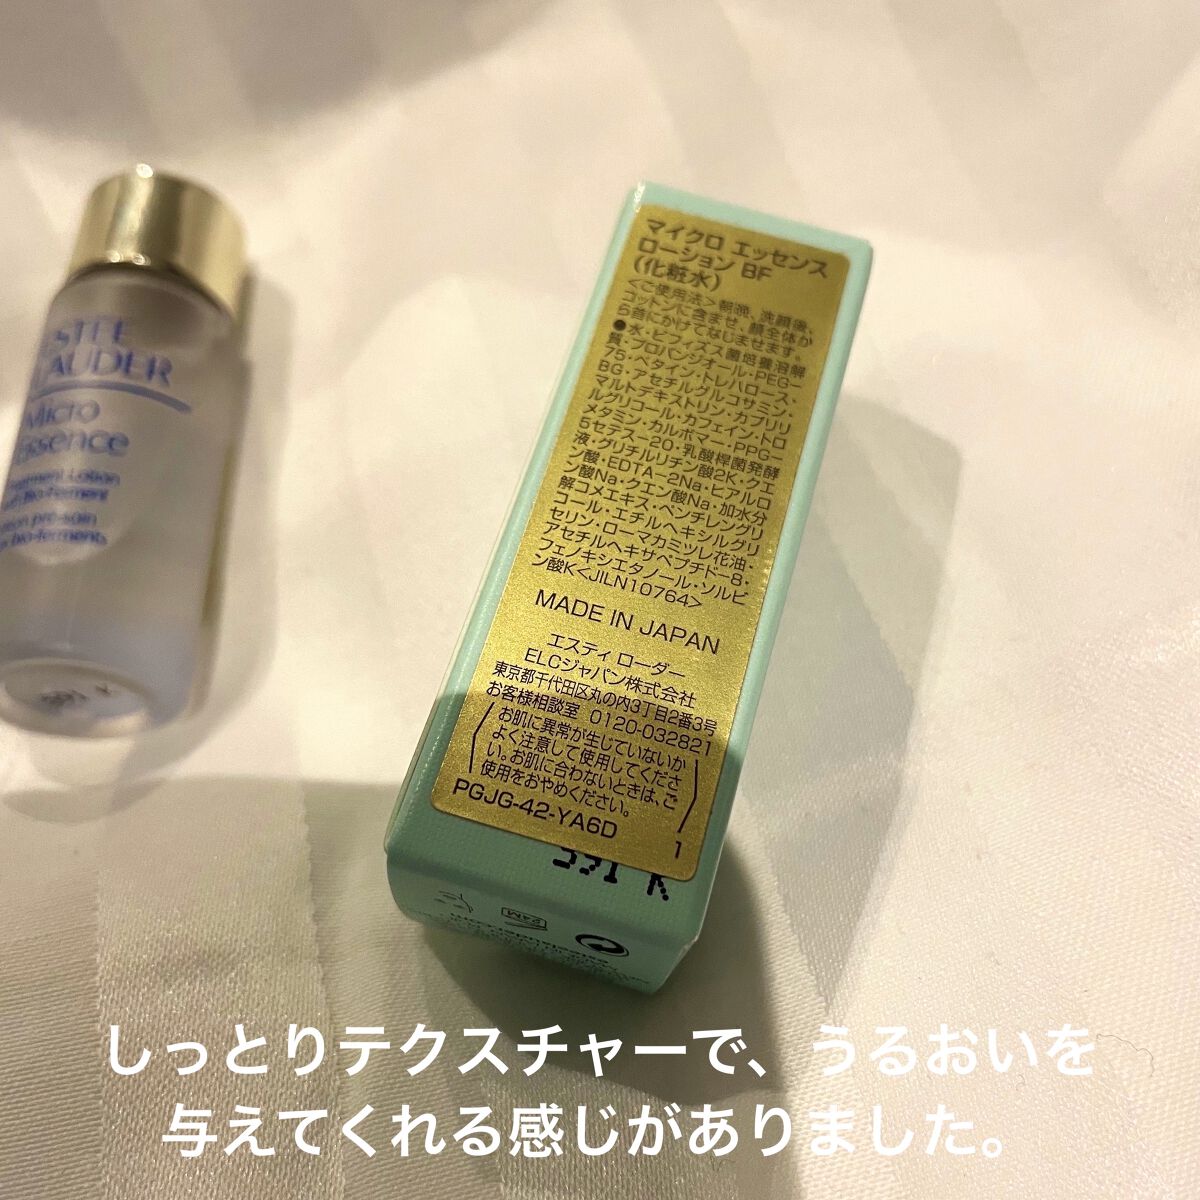 ESTEE
LAUDER
Micro
Essence
Treatment Lotion
with Bio-Ferment
マイクロ エッセンス
ローション BF
(化粧水)
<ご使用法>朝晩、洗顔後、
コットンに含ませ、顔全体か
ら首にかけてなじませます。
●水・ビフィズス菌培養溶解
質・プロパンジオール・PEG-
75・ベタイン・トレハロース・
BG・アセチルグルコサミン・
マルトデキストリン・カプリリ
ルグリコール・カフェイン・トロ
メタミン・カルボマー・PPG-
5セテス-20・乳酸桿菌発酵
液・グリチルリチン酸2K・クエ
ン酸・EDTA-2Na・ヒアルロ
ン酸Na・クエン酸Na・加水分
解コメエキス・ペンチレングリ
コール・エチルヘキシルグリ
セリン・ローマカミツレ花油・
アセチルヘキサペプチド-8・
フェノキシエタノール・ソルビ
ン酸K<JILN10764>
MADE IN JAPAN
エスティ ローダー
ELCジャパン株式会社
東京都千代田区丸の内3丁目2番3号
お客様相談室 0120-032821
お肌に異常が生じていないか
よく注意して使用してくださ
い。お肌に合わないときは、ご
使用をおやめください。
PGJG-42-YA6D
1
24M
しっとりテクスチャーで、うるおいを
与えてくれる感じがありました。